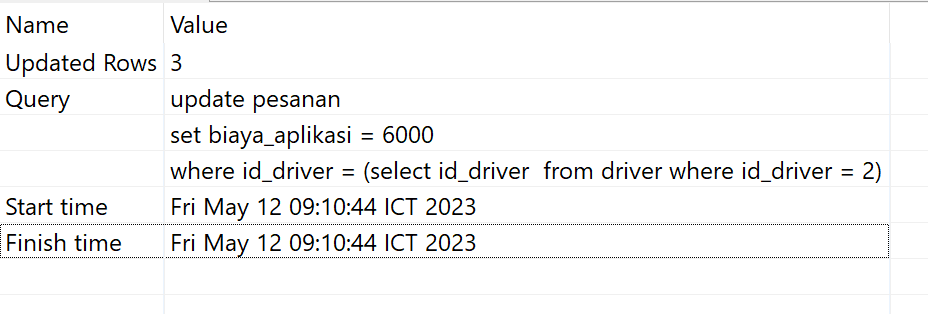 Name Value
Updated Rows 3
Query update pesanan
set biaya_aplikasi = 6000
where id_driver = (select id_driver  from driver where id_driver = 2)
Start time Fri May 12 09:10:44 ICT 2023
Finish time Fri May 12 09:10:44 ICT 2023